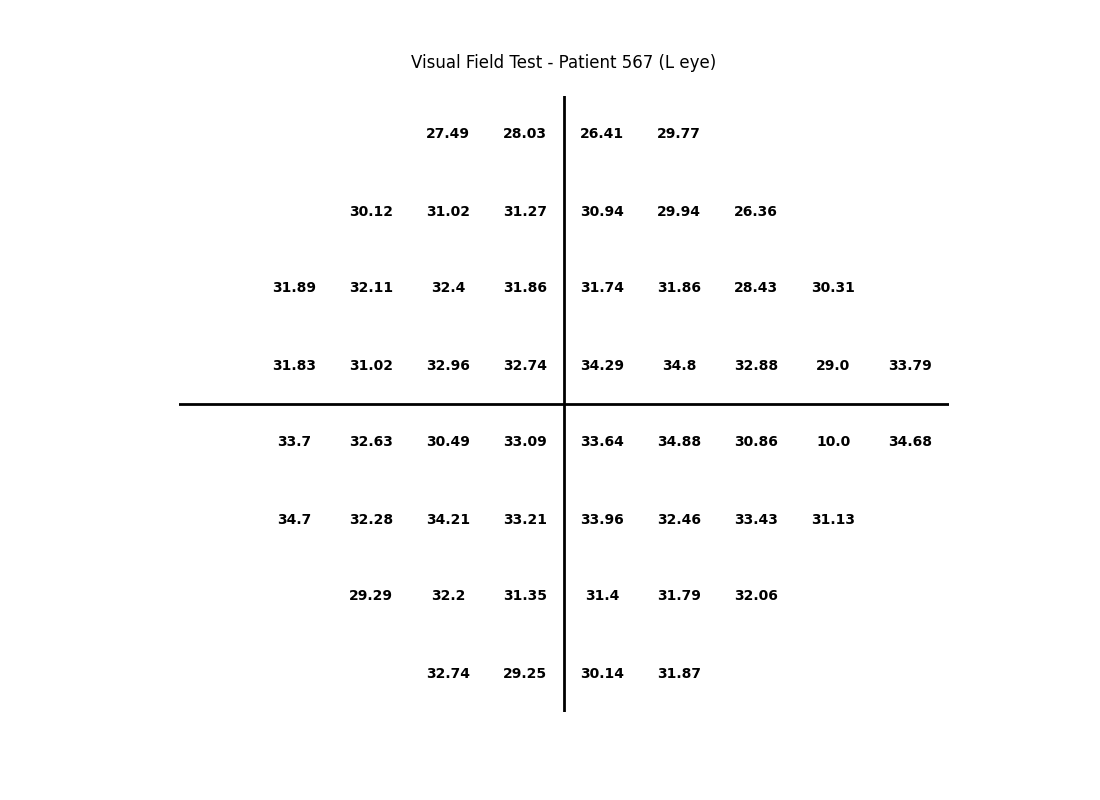 Visual Field Test - Patient 567 (L eye)
27.49 28.03 26.41 29.77
30.12 31.02 31.27 30.94 29.94 26.36
31.89 32.11 32.4 31.86 31.74 31.86 28.43 30.31
31.83 31.02 32.96 32.74 34.29 34.8 32.88 29.0 33.79
33.7 32.63 30.49 33.09 33.64 34.88 30.86 10.0 34.68
34.7 32.28 34.21 33.21 33.96 32.46 33.43 31.13
29.29 32.2 31.35 31.4 31.79 32.06
32.74 29.25 30.14 31.87